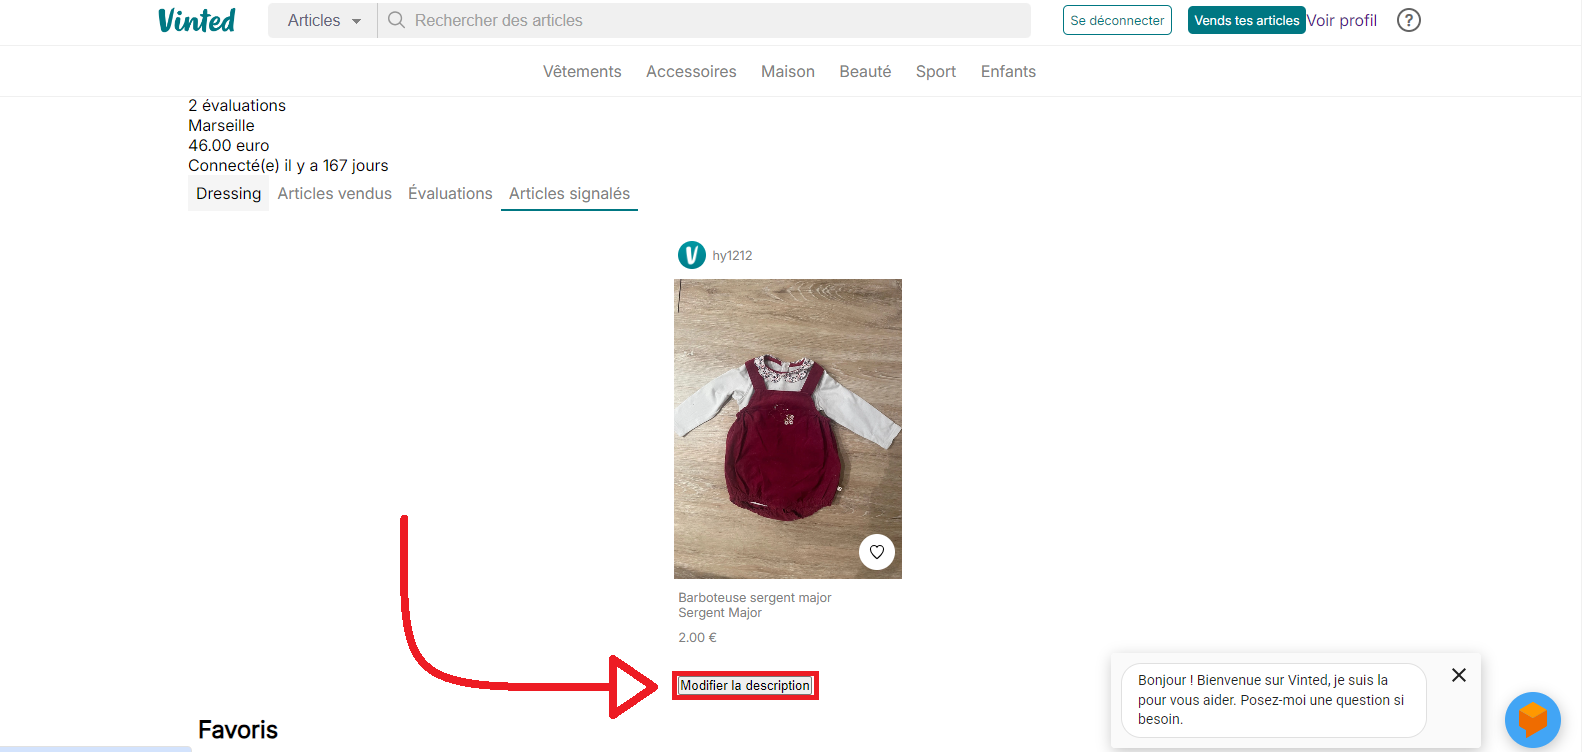 Vinted
Articles
Rechercher des articles
Se déconnecter
Vends tes articles
Voir profil
?
Vêtements Accessoires Maison Beauté Sport Enfants
2 évaluations
Marseille
46.00 euro
Connecté(e) il y a 167 jours
Dressing Articles vendus Évaluations Articles signalés
V hy1212
Barboteuse sergent major
Sergent Major
2.00 €
Modifier la description
Favoris
Bonjour ! Bienvenue sur Vinted, je suis la
pour vous aider. Posez-moi une question si
besoin.